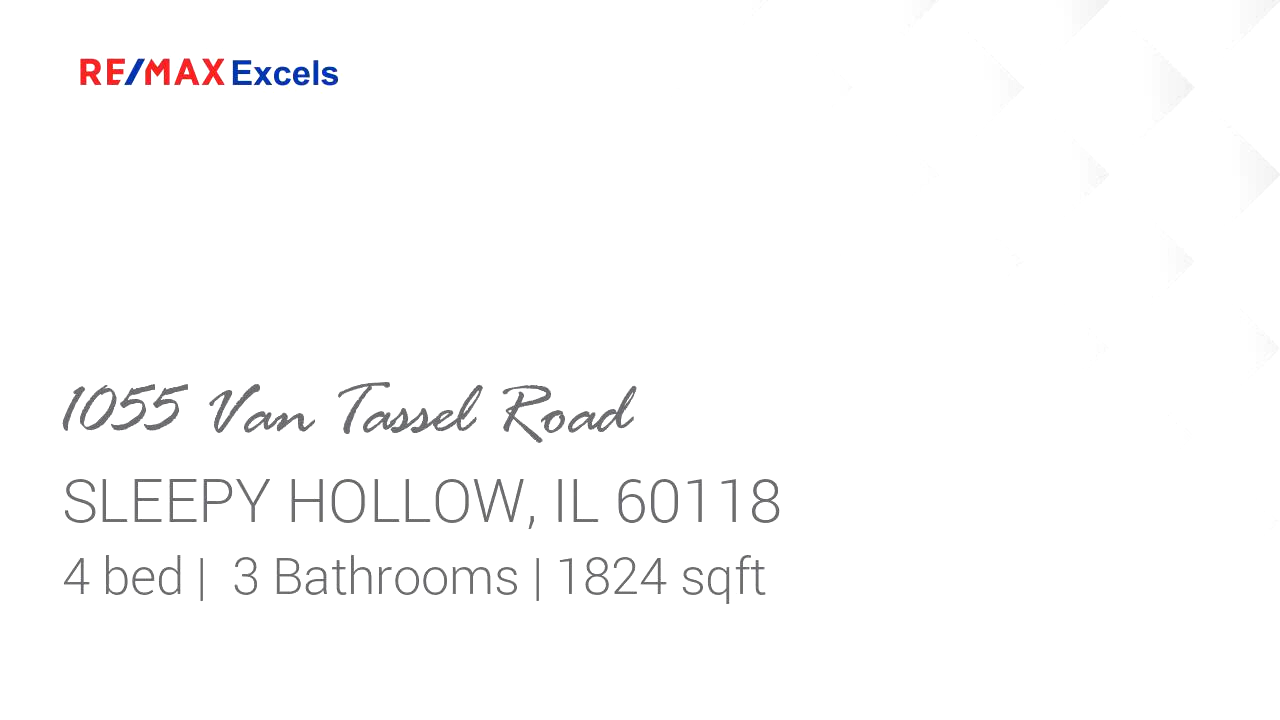 RE/MAX Excels
1055 Van Tassel Road
SLEEPY HOLLOW, IL 60118
4 bed | 3 Bathrooms | 1824 sqft